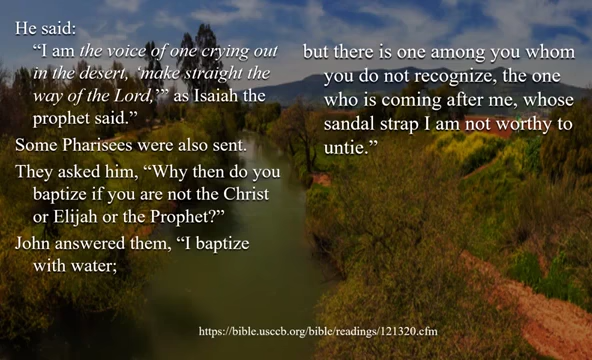 He said:
“I am the voice of one crying out
in the desert, ‘make straight the
way of the Lord,’” as Isaiah the
prophet said.”
Some Pharisees were also sent.
They asked him, “Why then do you
baptize if you are not the Christ
or Elijah or the Prophet?”
John answered them, “I baptize
with water;
but there is one among you whom
you do not recognize, the one
who is coming after me, whose
sandal strap I am not worthy to
untie.”
https://bible.usccb.org/bible/readings/121320.cfm